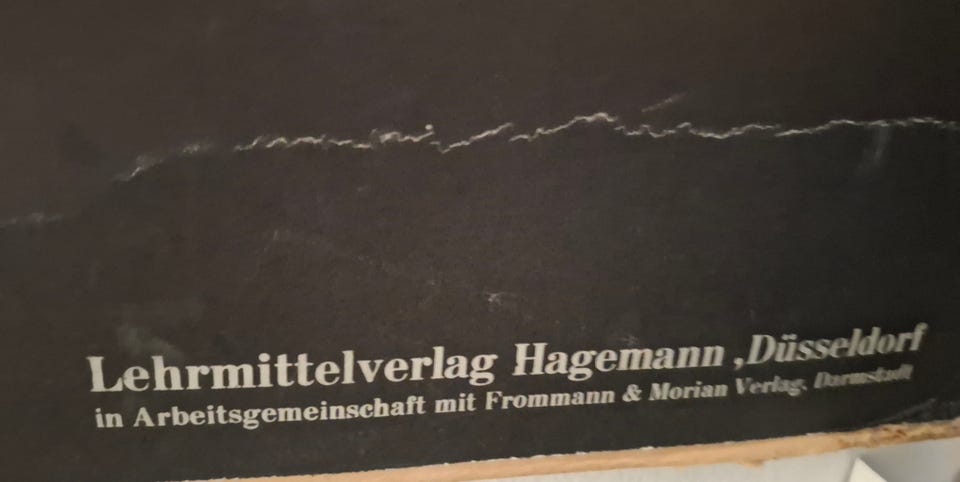 Lehrmittelverlag Hagemann ,Düsseldorf
in Arbeitsgemeinschaft mit Frommann & Morian Verlag, Darmstadt